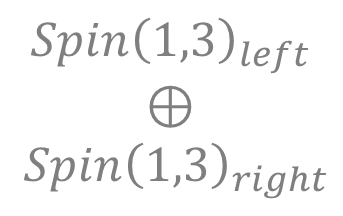 Spin(1,3)_{left}
⊕
Spin(1,3)_{right}